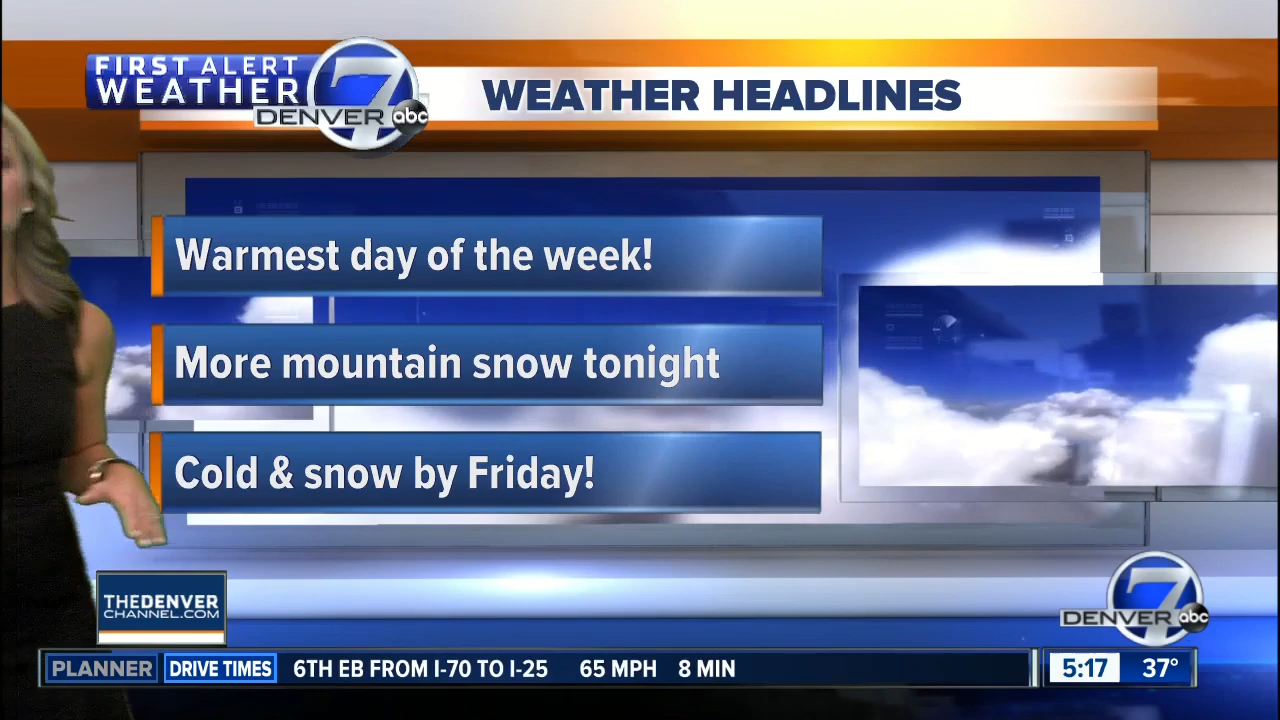 FIRST ALERT
WEATHER
7
DENVER abc
WEATHER HEADLINES
Warmest day of the week!
More mountain snow tonight
Cold & snow by Friday!
THEDENVER
CHANNEL.COM
7
DENVER abc
PLANNER DRIVE TIMES 6TH EB FROM I-70 TO I-25 65 MPH 8 MIN 5:17 37°